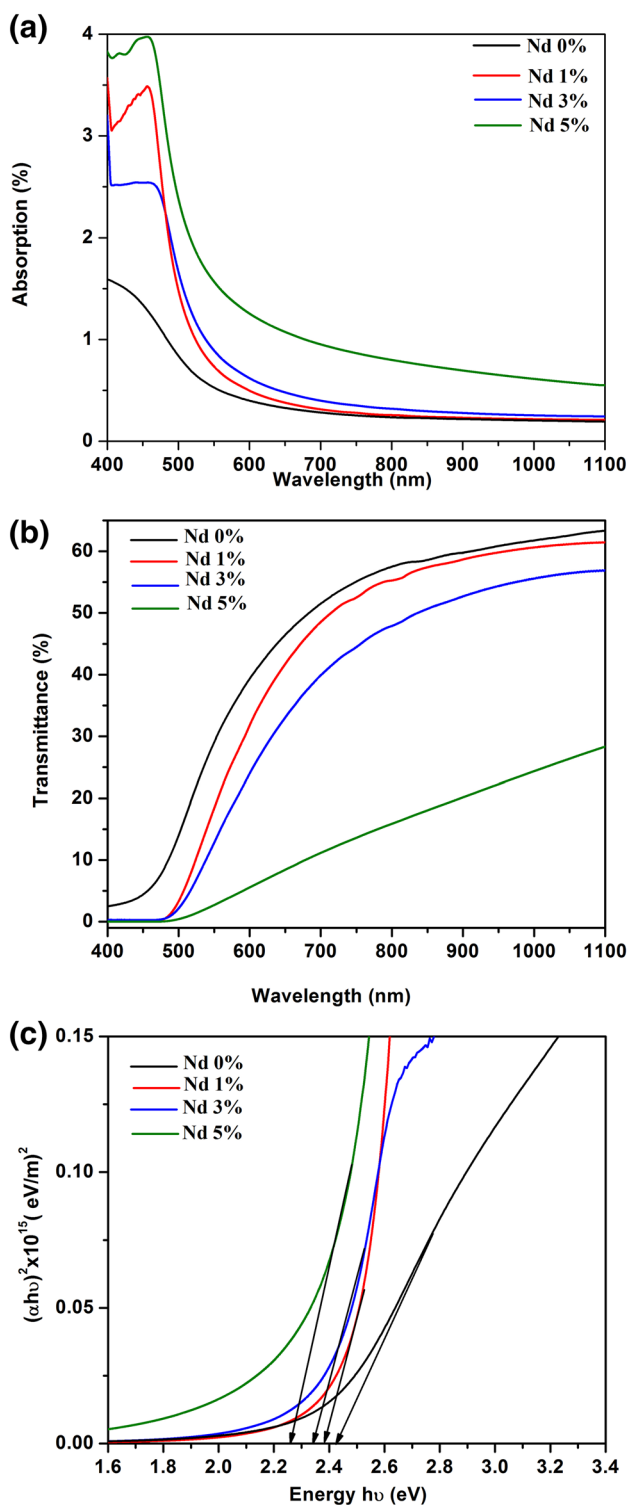 (a)
4
3
2
1
0
Absorption (%)
Nd 0%
Nd 1%
Nd 3%
Nd 5%
400 500 600 700 800 900 1000 1100
Wavelength (nm)
(b)
60
50
40
30
20
10
0
Transmittance (%)
Nd 0%
Nd 1%
Nd 3%
Nd 5%
400 500 600 700 800 900 1000 1100
Wavelength (nm)
(c)
0.15
0.10
0.05
0.00
(αhυ)²x10¹⁵( eV/m)²
Nd 0%
Nd 1%
Nd 3%
Nd 5%
1.6 1.8 2.0 2.2 2.4 2.6 2.8 3.0 3.2 3.4
Energy hυ (eV)